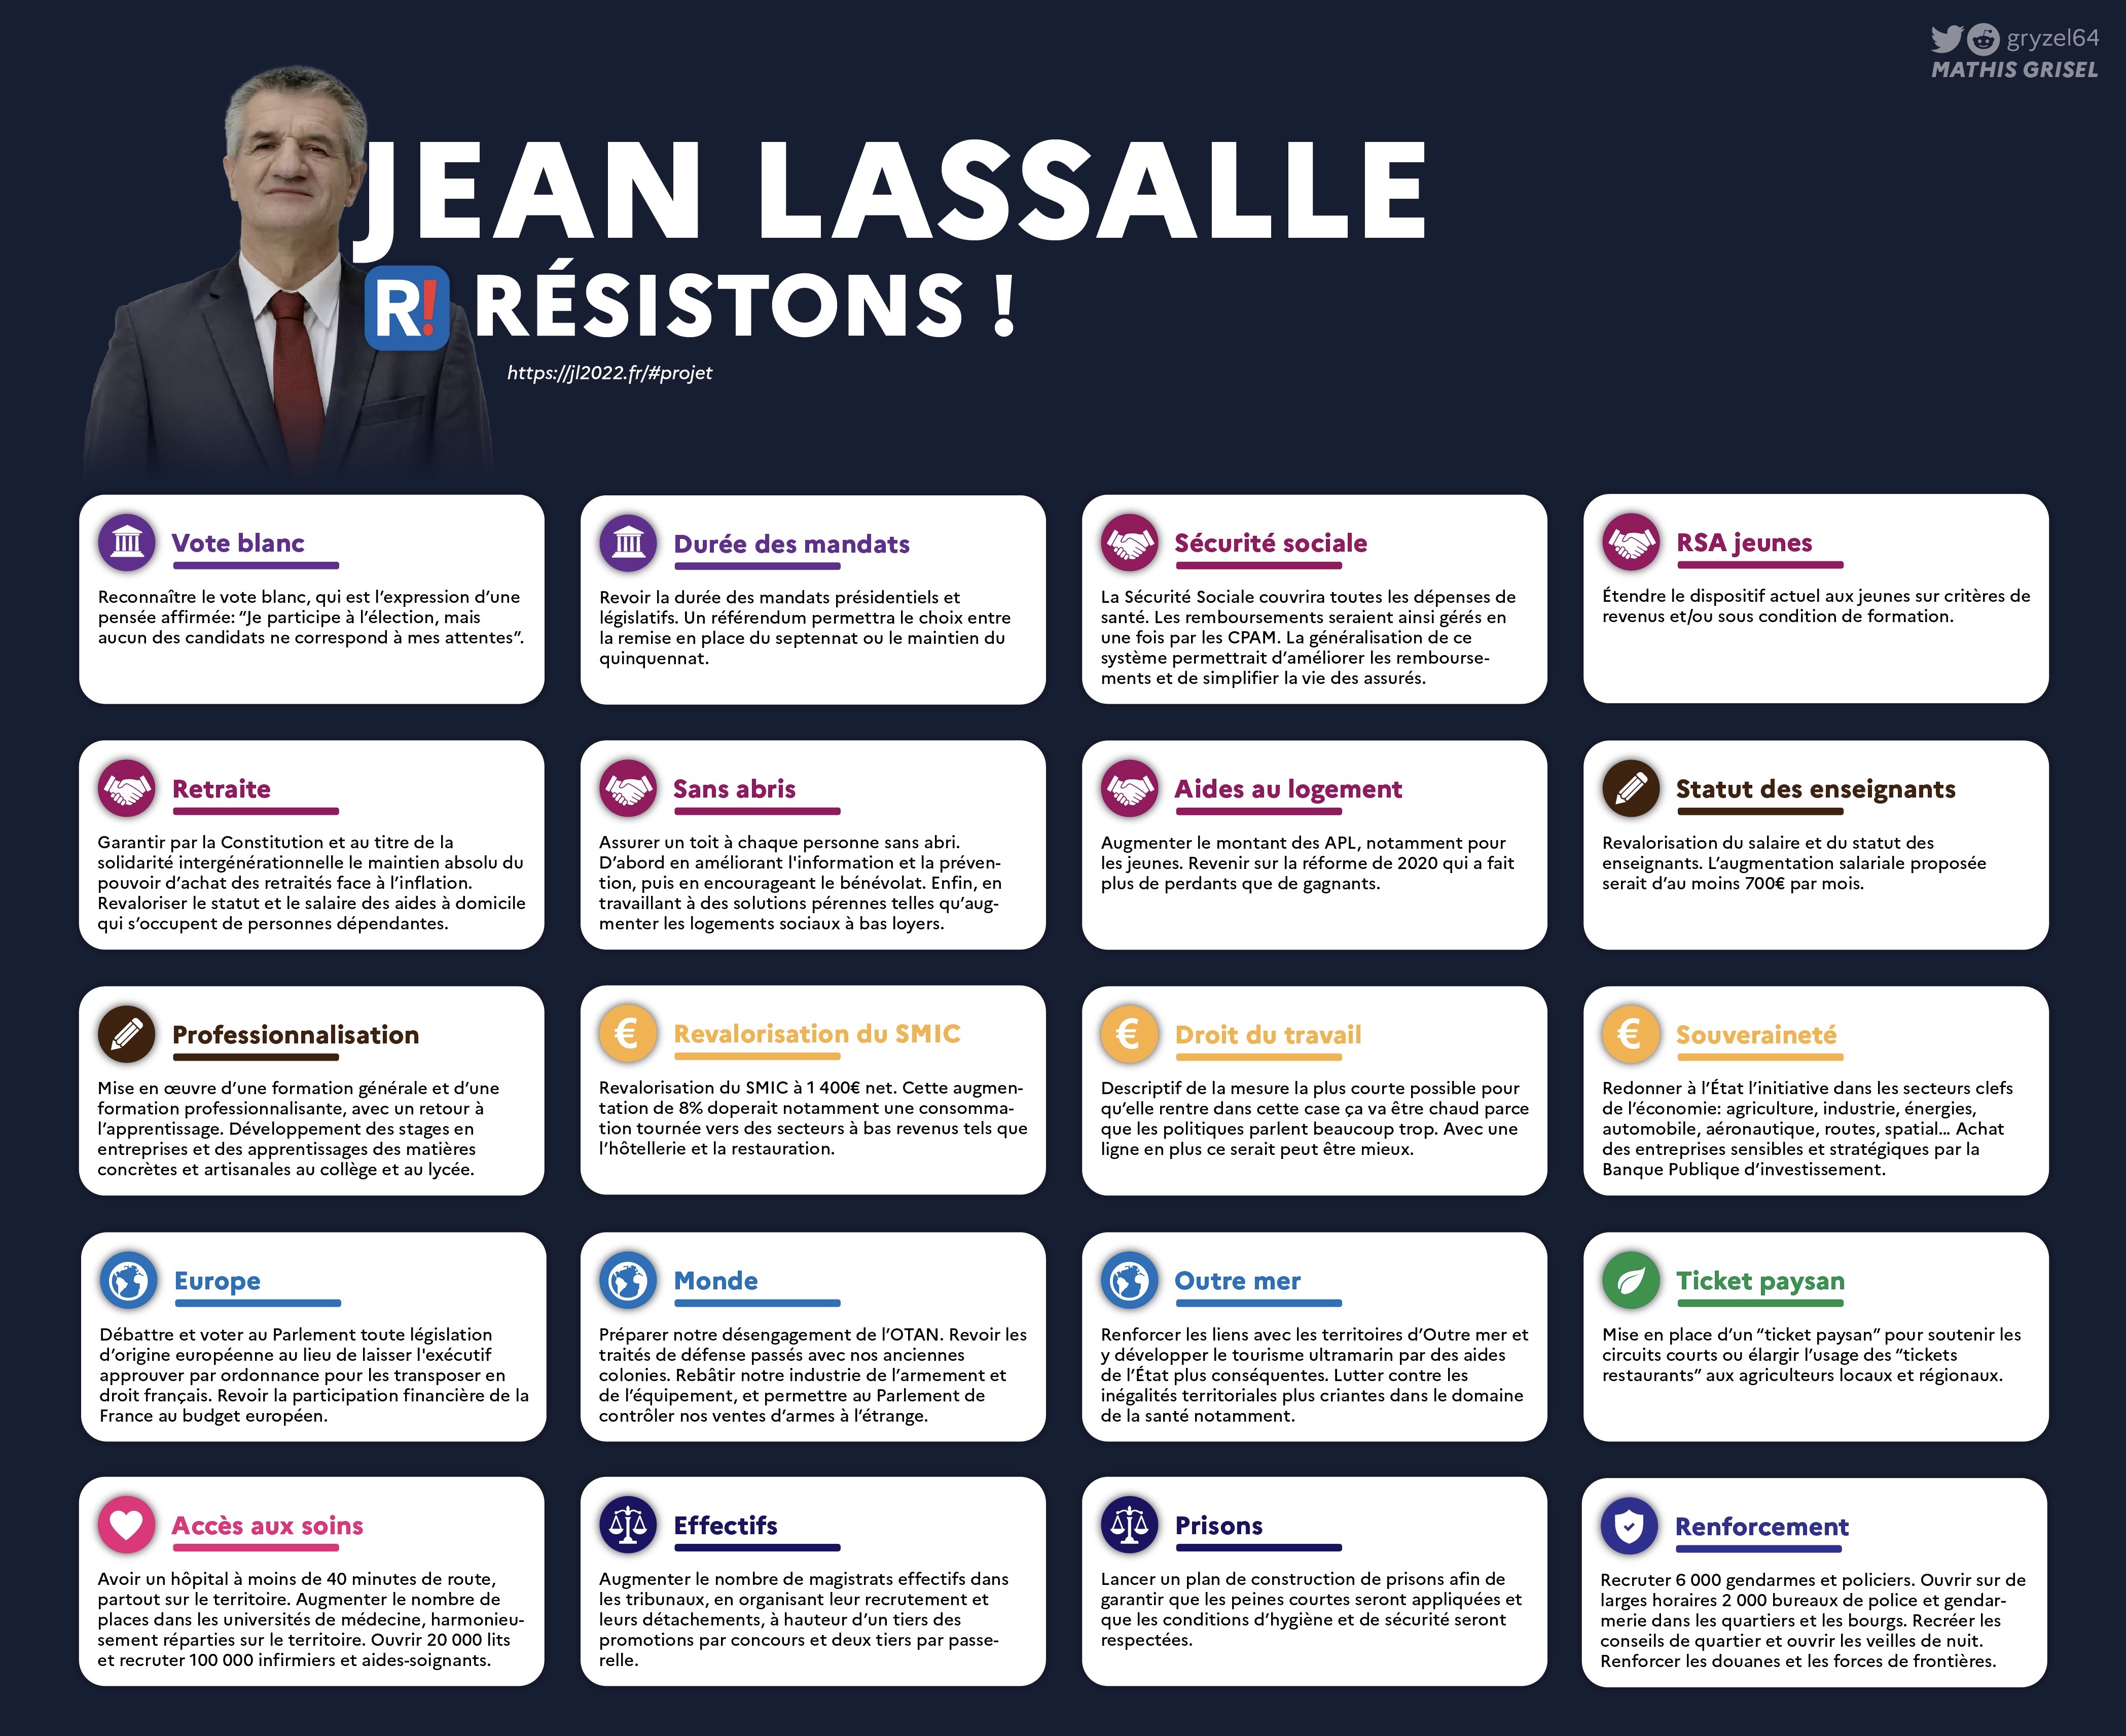 gryzel64
MATHIS GRISEL
JEAN LASSALLE
R! RÉSISTONS !
https://jl2022.fr/#projet
Vote blanc
Reconnaître le vote blanc, qui est l’expression d’une
pensée affirmée: “Je participe à l’élection, mais
aucun des candidats ne correspond à mes attentes”.
Durée des mandats
Revoir la durée des mandats présidentiels et
législatifs. Un référendum permettra le choix entre
la remise en place du septennat ou le maintien du
quinquennat.
Sécurité sociale
La Sécurité Sociale couvrira toutes les dépenses de
santé. Les remboursements seraient ainsi gérés en
une fois par les CPAM. La généralisation de ce
système permettrait d’améliorer les rembourse-
ments et de simplifier la vie des assurés.
RSA jeunes
Étendre le dispositif actuel aux jeunes sur critères de
revenus et/ou sous condition de formation.
Retraite
Garantir par la Constitution et au titre de la
solidarité intergénérationnelle le maintien absolu du
pouvoir d’achat des retraités face à l’inflation.
Revaloriser le statut et le salaire des aides à domicile
qui s’occupent de personnes dépendantes.
Sans abris
Assurer un toit à chaque personne sans abri.
D’abord en améliorant l'information et la préven-
tion, puis en encourageant le bénévolat. Enfin, en
travaillant à des solutions pérennes telles qu’aug-
menter les logements sociaux à bas loyers.
Aides au logement
Augmenter le montant des APL, notamment pour
les jeunes. Revenir sur la réforme de 2020 qui a fait
plus de perdants que de gagnants.
Statut des enseignants
Revalorisation du salaire et du statut des
enseignants. L’augmentation salariale proposée
serait d’au moins 700€ par mois.
Professionnalisation
Mise en œuvre d’une formation générale et d’une
formation professionnalisante, avec un retour à
l’apprentissage. Développement des stages en
entreprises et des apprentissages des matières
concrètes et artisanales au collège et au lycée.
€ Revalorisation du SMIC
Revalorisation du SMIC à 1 400€ net. Cette augmen-
tation de 8% doperait notamment une consomma-
tion tournée vers des secteurs à bas revenus tels que
l’hôtellerie et la restauration.
€ Droit du travail
Descriptif de la mesure la plus courte possible pour
qu’elle rentre dans cette case ça va être chaud parce
que les politiques parlent beaucoup trop. Avec une
ligne en plus ce serait peut être mieux.
€ Souveraineté
Redonner à l’État l’initiative dans les secteurs clefs
de l’économie: agriculture, industrie, énergies,
automobile, aéronautique, routes, spatial... Achat
des entreprises sensibles et stratégiques par la
Banque Publique d’investissement.
Europe
Débattre et voter au Parlement toute législation
d’origine européenne au lieu de laisser l'exécutif
approuver par ordonnance pour les transposer en
droit français. Revoir la participation financière de la
France au budget européen.
Monde
Préparer notre désengagement de l’OTAN. Revoir les
traités de défense passés avec nos anciennes
colonies. Rebâtir notre industrie de l’armement et
de l’équipement, et permettre au Parlement de
contrôler nos ventes d’armes à l’étrange.
Outre mer
Renforcer les liens avec les territoires d’Outre mer et
y développer le tourisme ultramarin par des aides
de l’État plus conséquentes. Lutter contre les
inégalités territoriales plus criantes dans le domaine
de la santé notamment.
Ticket paysan
Mise en place d’un “ticket paysan” pour soutenir les
circuits courts ou élargir l’usage des “tickets
restaurants” aux agriculteurs locaux et régionaux.
Accès aux soins
Avoir un hôpital à moins de 40 minutes de route,
partout sur le territoire. Augmenter le nombre de
places dans les universités de médecine, harmonieu-
sement réparties sur le territoire. Ouvrir 20 000 lits
et recruter 100 000 infirmiers et aides-soignants.
Effectifs
Augmenter le nombre de magistrats effectifs dans
les tribunaux, en organisant leur recrutement et
leurs détachements, à hauteur d’un tiers des
promotions par concours et deux tiers par passe-
relle.
Prisons
Lancer un plan de construction de prisons afin de
garantir que les peines courtes seront appliquées et
que les conditions d’hygiène et de sécurité seront
respectées.
Renforcement
Recruter 6 000 gendarmes et policiers. Ouvrir sur de
larges horaires 2 000 bureaux de police et gendar-
merie dans les quartiers et les bourgs. Recréer les
conseils de quartier et ouvrir les veilles de nuit.
Renforcer les douanes et les forces de frontières.